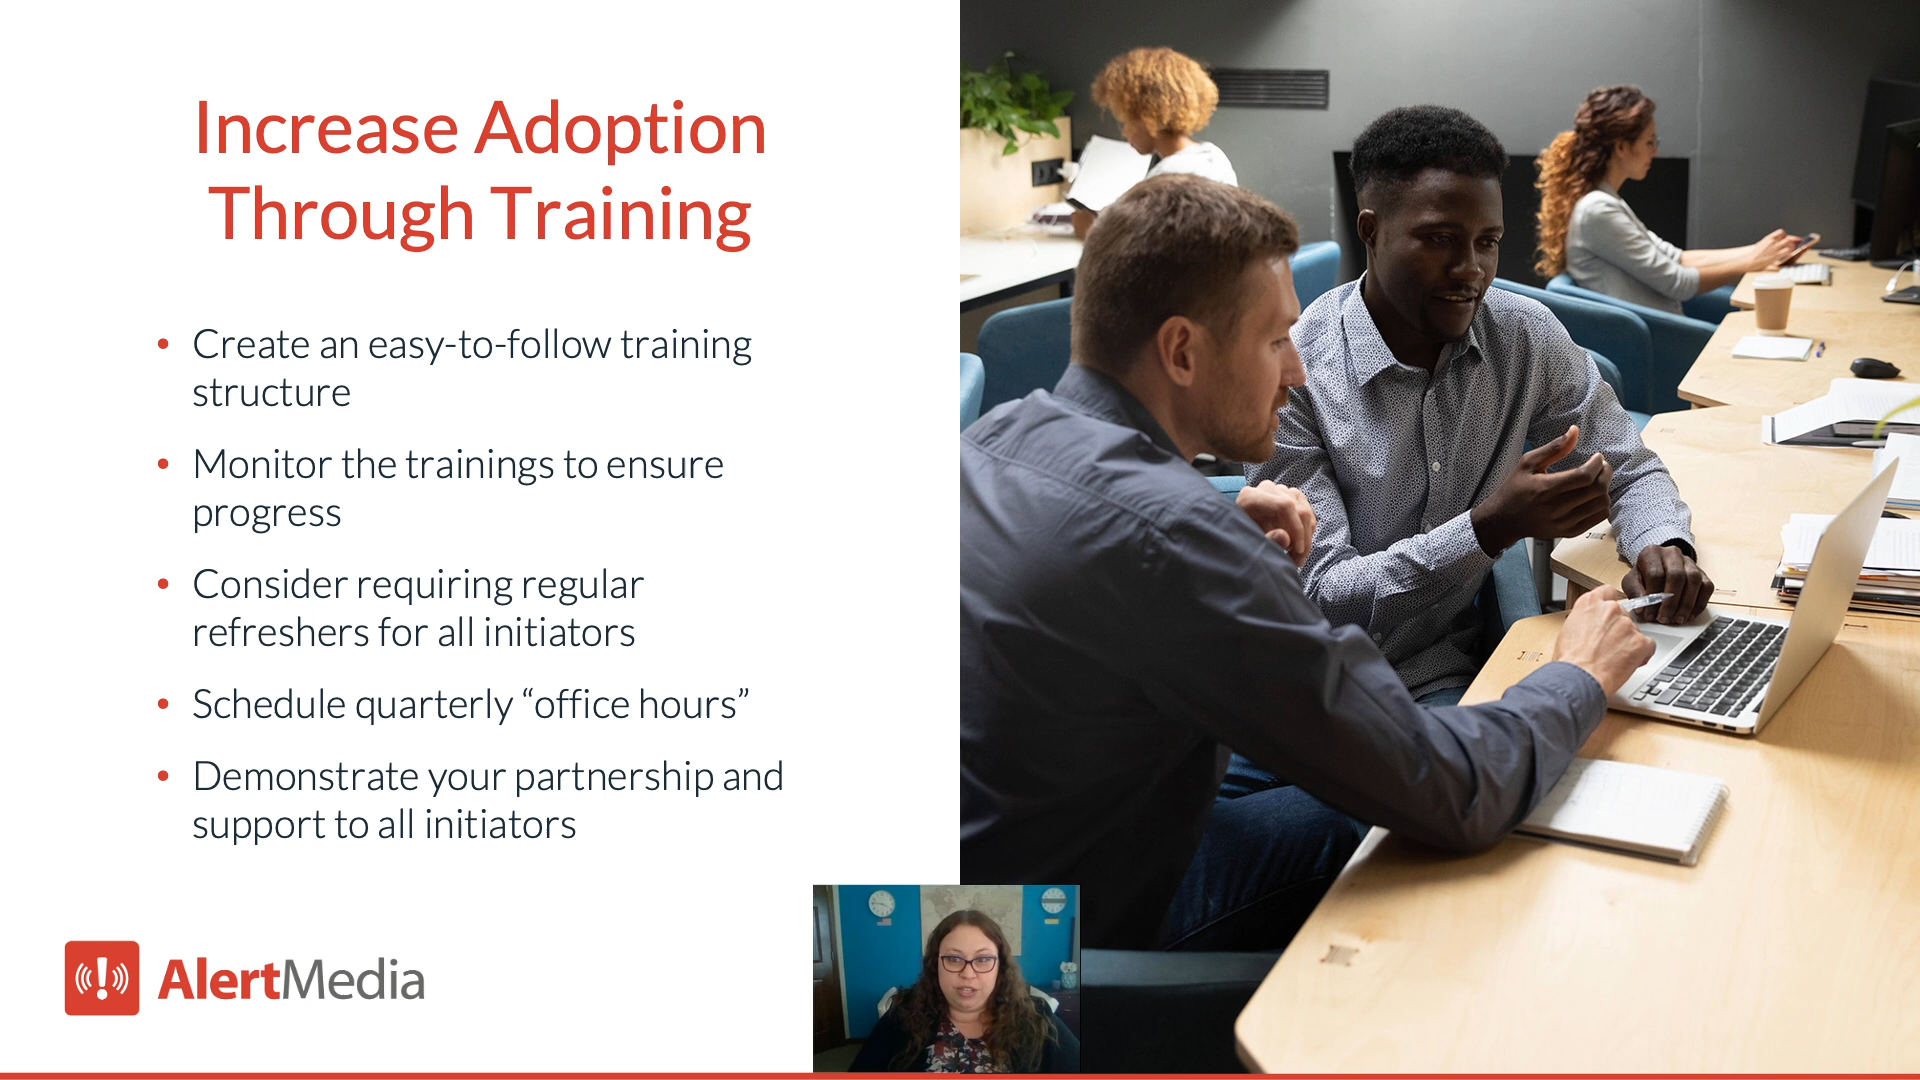 Increase Adoption
Through Training
• Create an easy-to-follow training
structure
• Monitor the trainings to ensure
progress
• Consider requiring regular
refreshers for all initiators
• Schedule quarterly “office hours”
• Demonstrate your partnership and
support to all initiators
AlertMedia